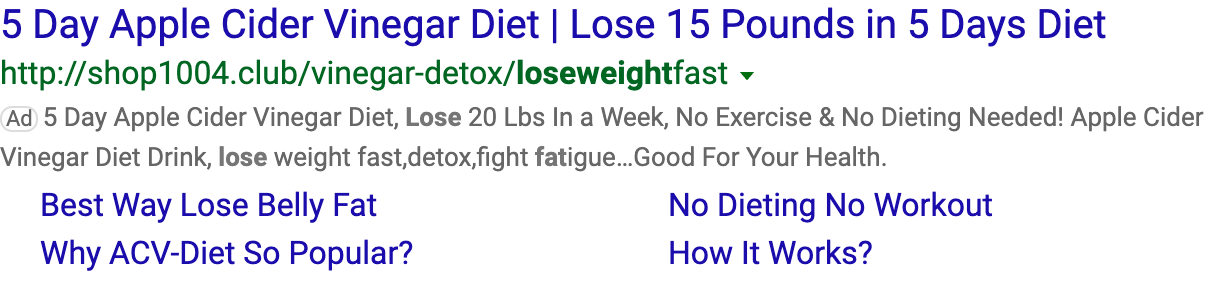 5 Day Apple Cider Vinegar Diet | Lose 15 Pounds in 5 Days Diet
http://shop1004.club/vinegar-detox/loseweightfast
Ad 5 Day Apple Cider Vinegar Diet, Lose 20 Lbs In a Week, No Exercise & No Dieting Needed! Apple Cider
Vinegar Diet Drink, lose weight fast,detox,fight fatigue...Good For Your Health.
Best Way Lose Belly Fat
No Dieting No Workout
Why ACV-Diet So Popular?
How It Works?